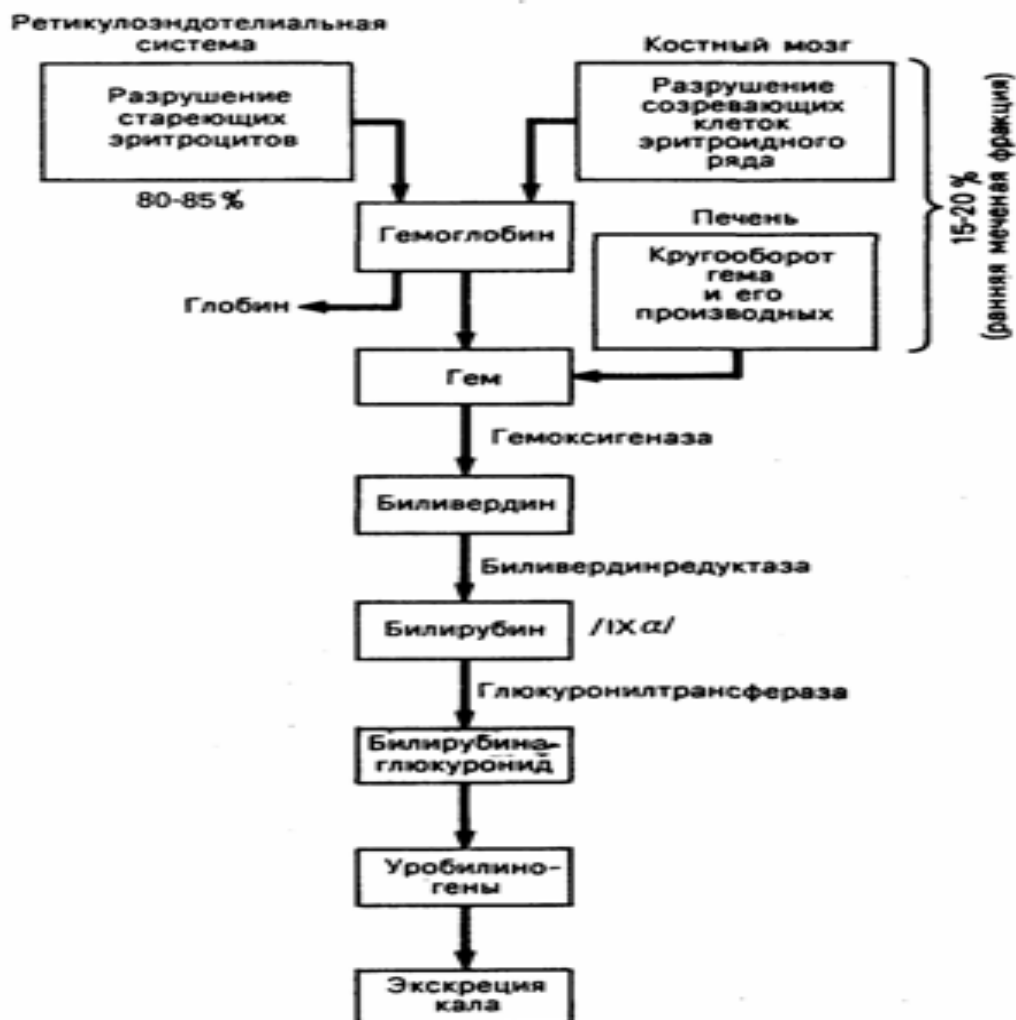 Ретикулоэндотелиальная
система
Разрушение
стареющих
эритроцитов
80-85 %
Костный мозг
Разрушение
созревающих
клеток
эритроидного
ряда
Печень
Кругооборот
гема
и его
производных
15-20 %
(ранняя меченая фракция)
Гемоглобин
Глобин
Гем
Гемоксигеназа
Биливердин
Биливердинредуктаза
Билирубин /IX α/
Глюкуронилтрансфераза
Билирубина-
глюкуронид
Уробилино-
гены
Экскреция
кала